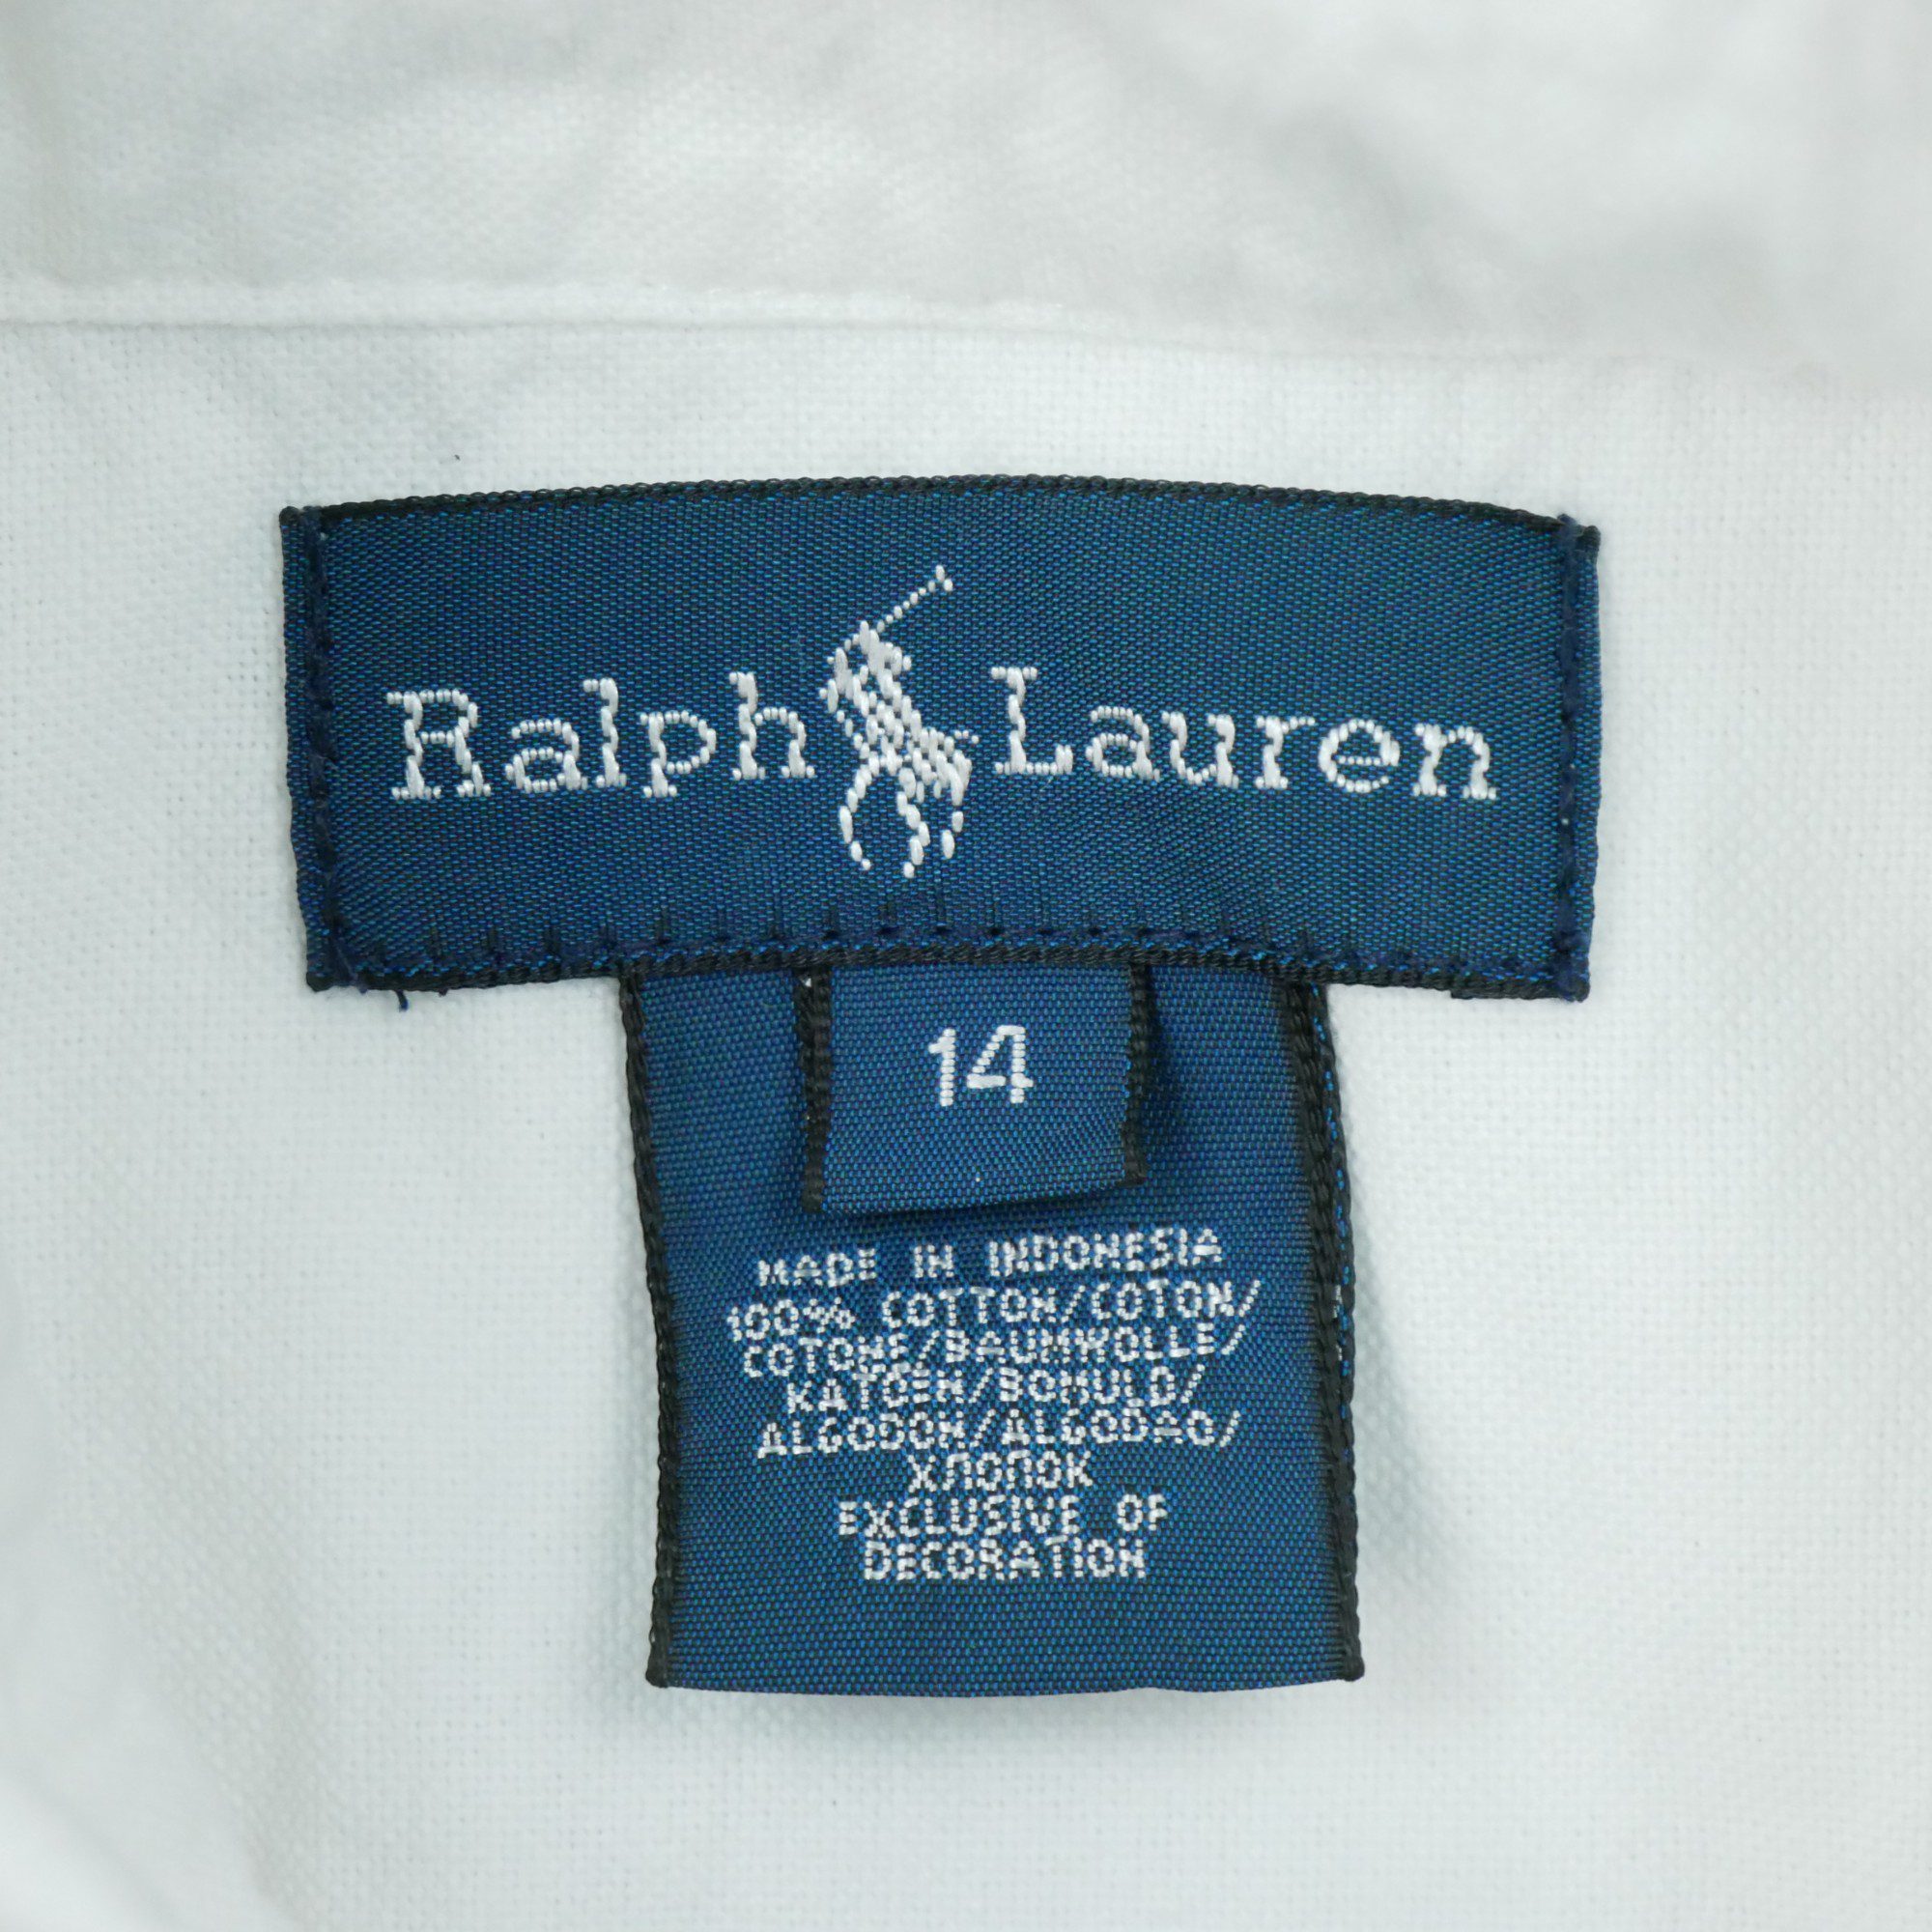 Ralph Lauren
14
MADE IN INDONESIA
100% COTTON/COTON/
COTONE/BAUMWOLLE/
KATOEN/BOMULD/
ALGODON/ALGODAO/
ХЛОПОК
EXCLUSIVE OF
DECORATION